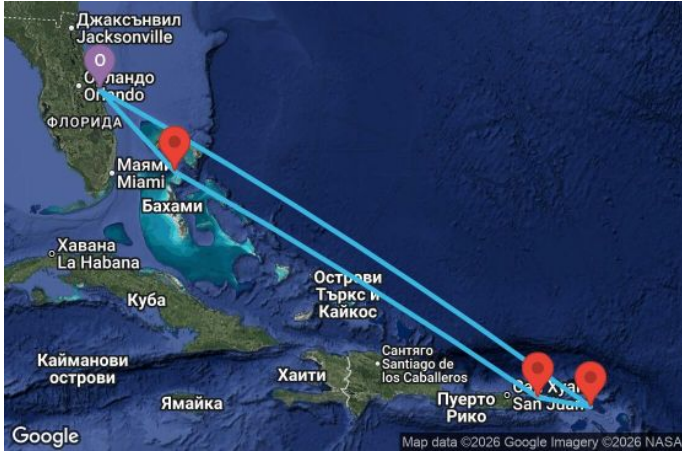 Джаксънвил
Jacksonville
O
Орландо
Orlando
ФЛОРИДА
Маями
Miami
Бахами
Хавана
La Habana
Куба
Острови
Търкс и
Кайкос
Кайманови
острови
Сантяго
Santiago de
los Caballeros
Хаити
Ямайка
Пуерто
Рико
San Juan
Google
Map data ©2026 Google Imagery ©2026 NASA